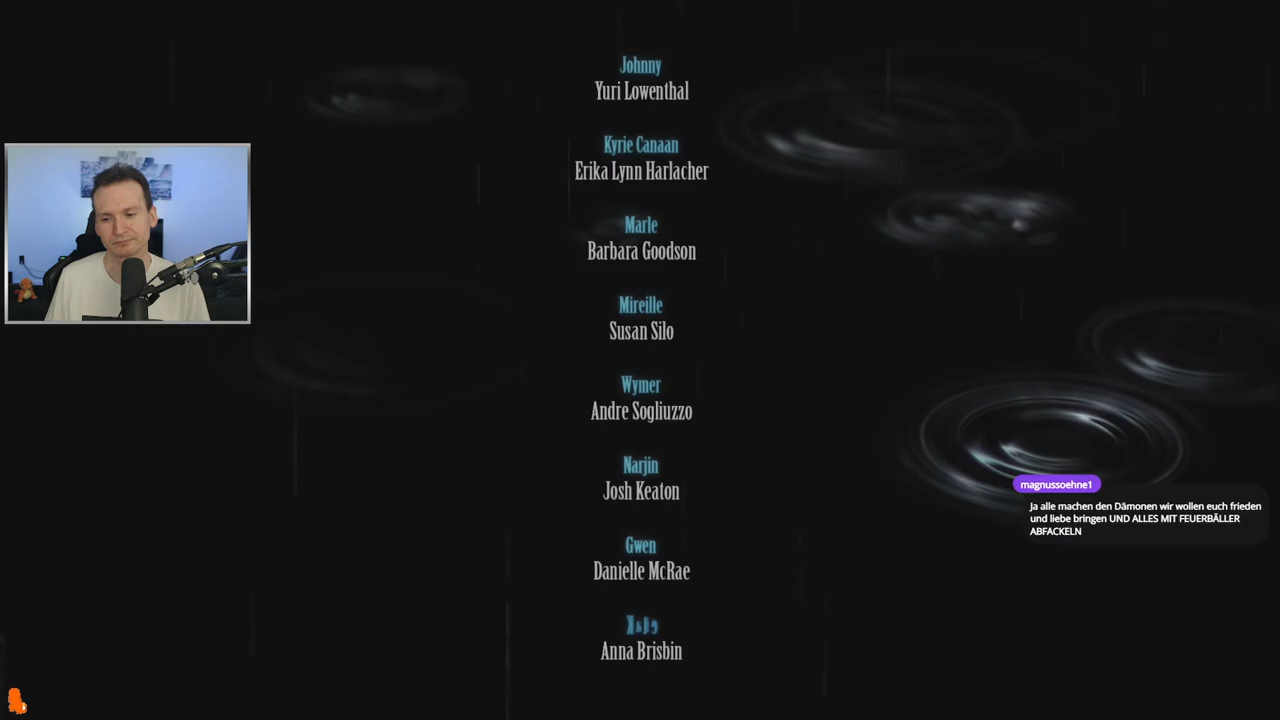 Johnny
Yuri Lowenthal
Kyrie Canaan
Erika Lynn Harlacher
Marle
Barbara Goodson
Mireille
Susan Silo
Wymer
Andre Sogliuzzo
Narjin
Josh Keaton
Gwen
Danielle McRae
Anna Brisbin
magnussoehne1
Ja alle machen den Dämonen wir wollen euch frieden
und liebe bringen UND ALLES MIT FEUERBÄLLER
ABFACKELN